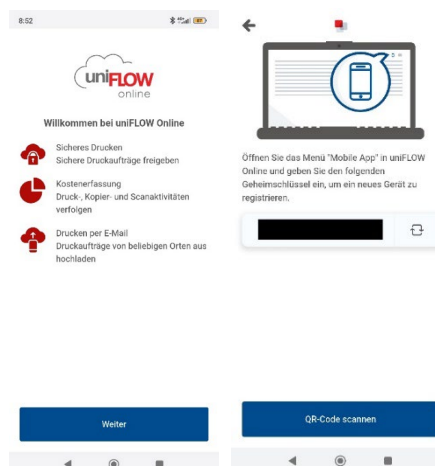 8:52
uniFLOW
online
Willkommen bei uniFLOW Online
Sicheres Drucken
Sichere Druckaufträge freigeben
Kostenerfassung
Druck-, Kopier- und Scanaktivitäten
verfolgen
Drucken per E-Mail
Druckaufträge von beliebigen Orten aus
hochladen
Weiter
Öffnen Sie das Menü "Mobile App" in uniFLOW
Online und geben Sie den folgenden
Geheimschlüssel ein, um ein neues Gerät zu
registrieren.
QR-Code scannen